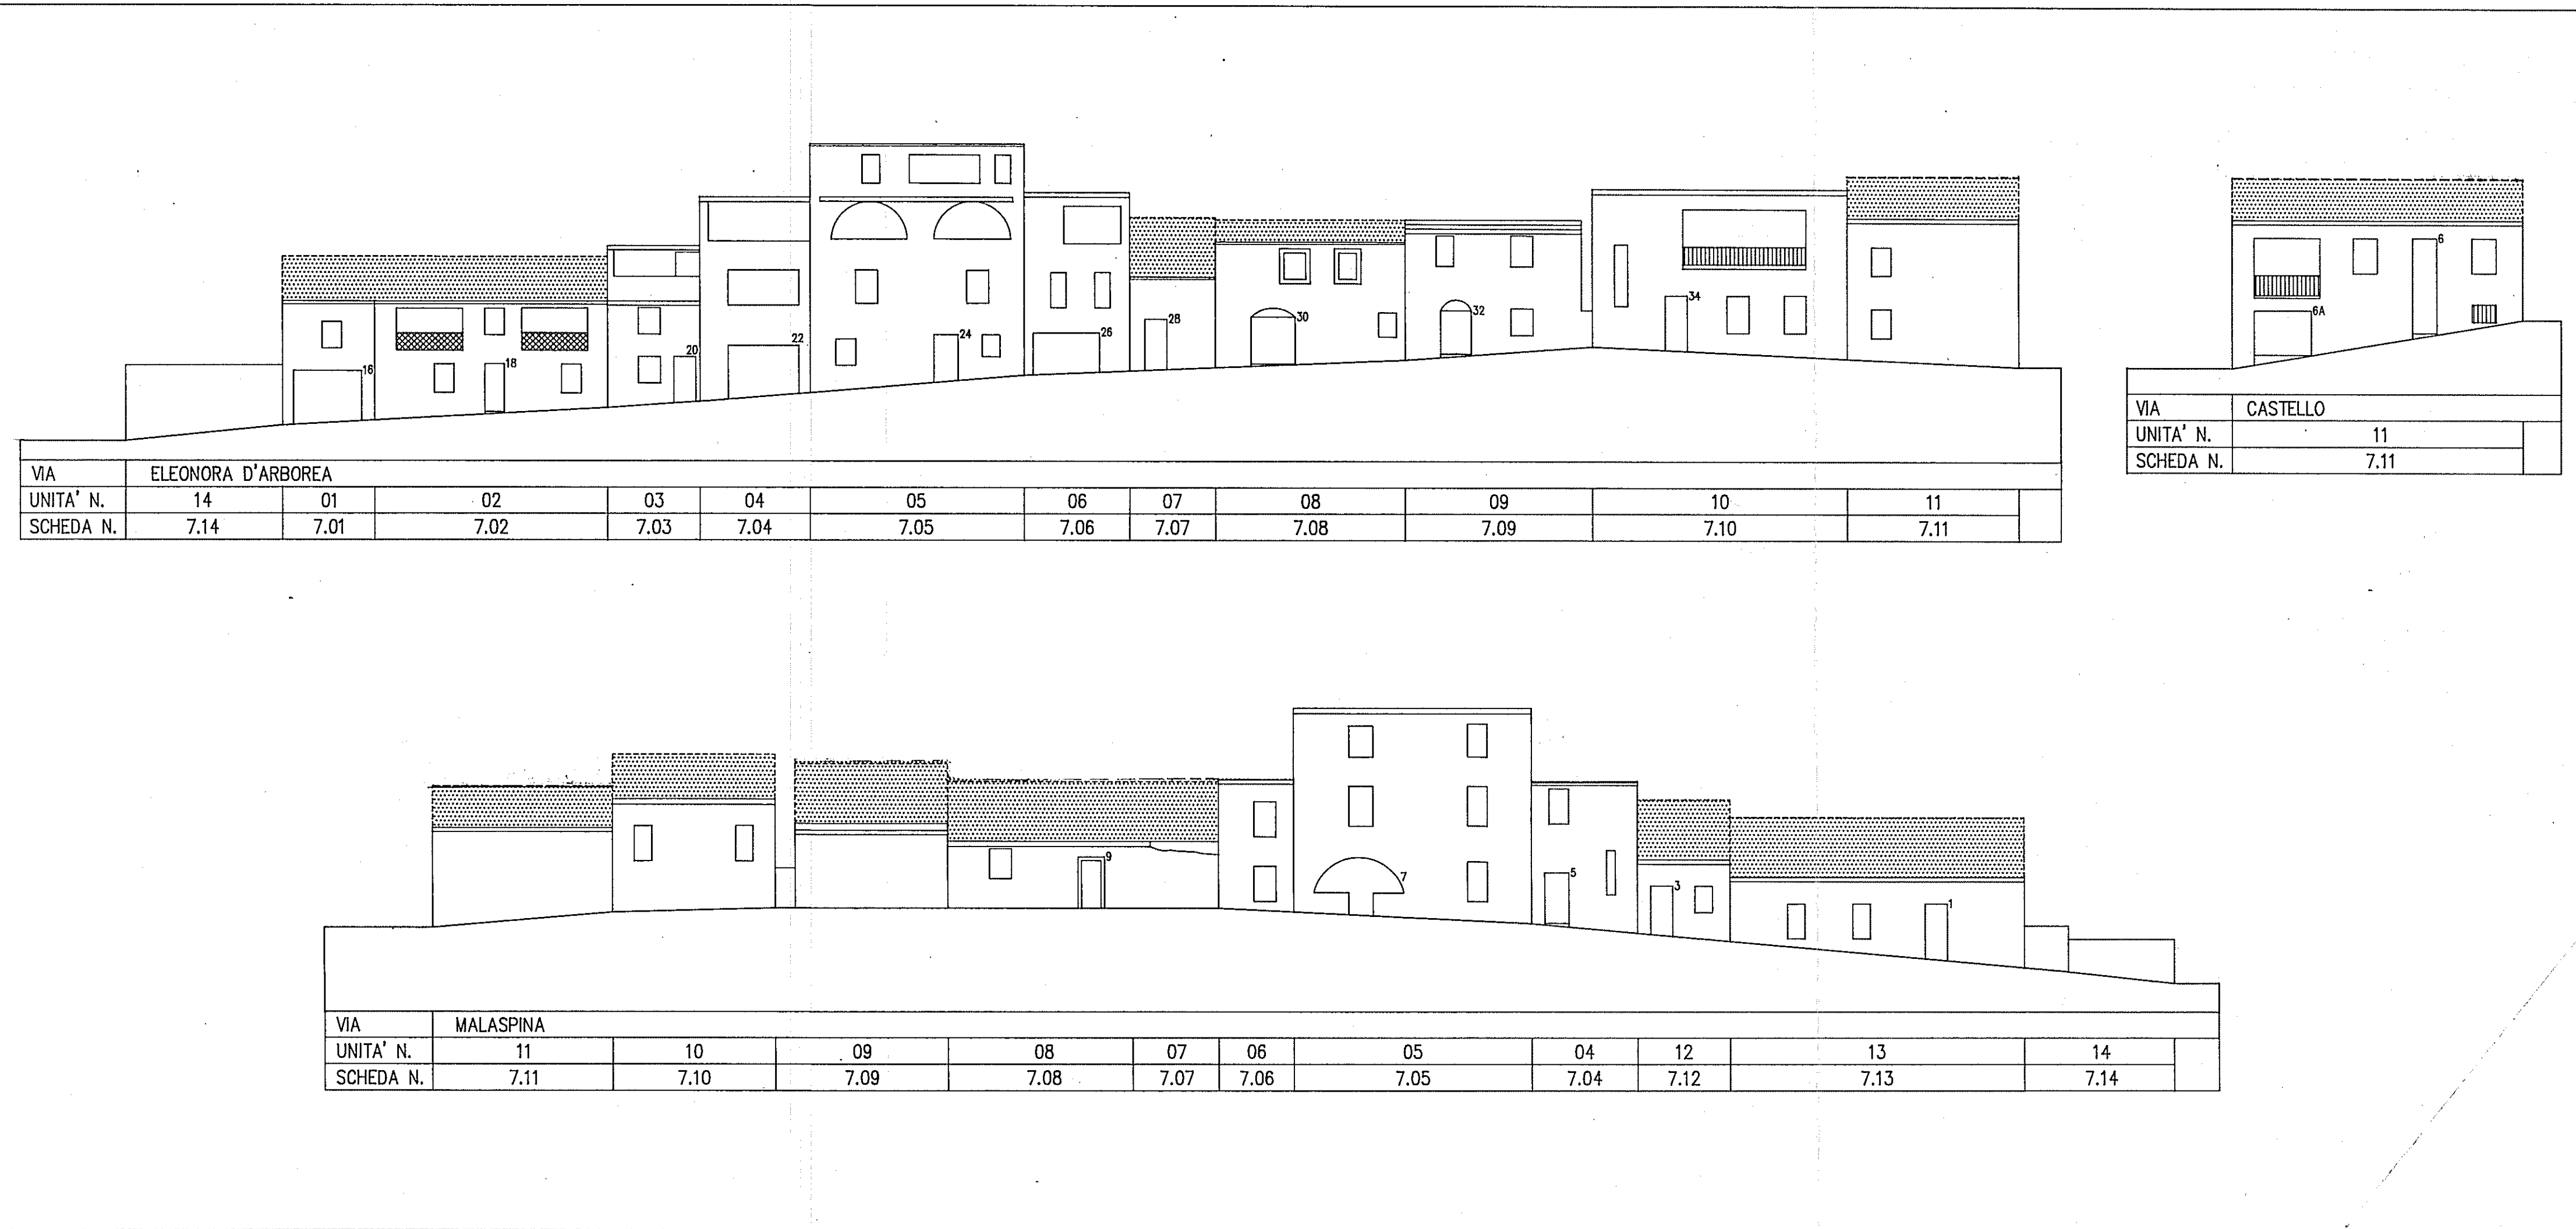 16 18 20 22 24 26 28 30 32 34
VIA ELEONORA D'ARBOREA
UNITA' N. 14 01 02 03 04 05 06 07 08 09 10 11
SCHEDA N. 7.14 7.01 7.02 7.03 7.04 7.05 7.06 7.07 7.08 7.09 7.10 7.11
6
6A
VIA CASTELLO
UNITA' N. 11
SCHEDA N. 7.11
9 7 5 3 1
VIA MALASPINA
UNITA' N. 11 10 09 08 07 06 05 04 12 13 14
SCHEDA N. 7.11 7.10 7.09 7.08 7.07 7.06 7.05 7.04 7.12 7.13 7.14